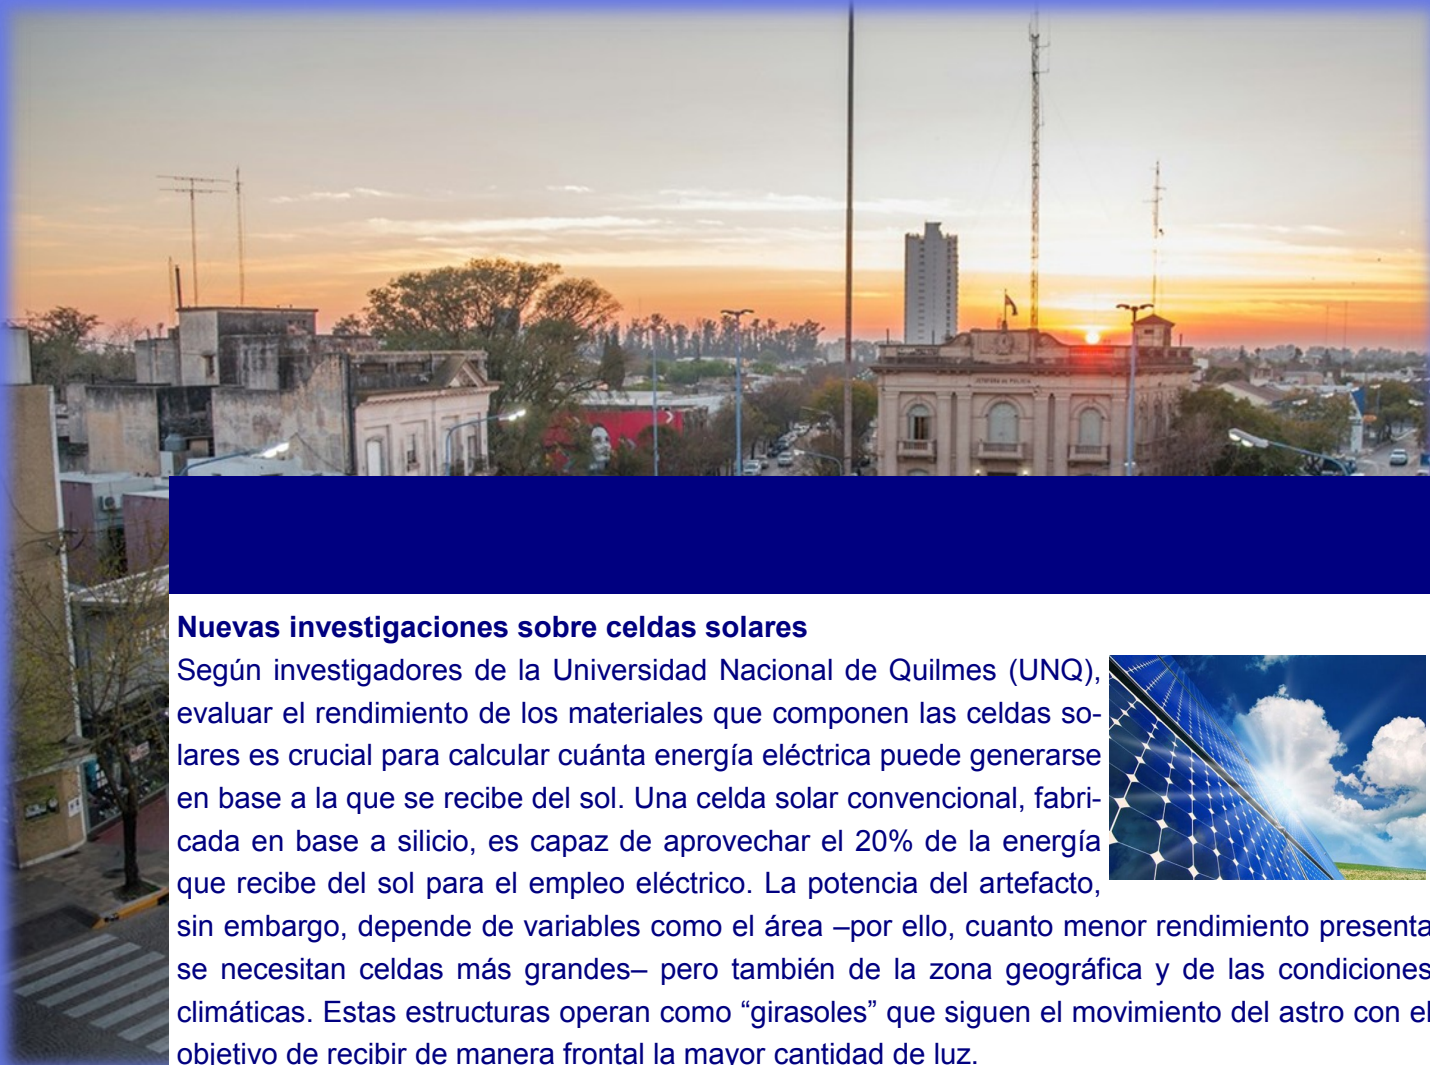 JEFATURA DE POLICIA
Nuevas investigaciones sobre celdas solares
Según investigadores de la Universidad Nacional de Quilmes (UNQ),
evaluar el rendimiento de los materiales que componen las celdas so-
lares es crucial para calcular cuánta energía eléctrica puede generarse
en base a la que se recibe del sol. Una celda solar convencional, fabri-
cada en base a silicio, es capaz de aprovechar el 20% de la energía
que recibe del sol para el empleo eléctrico. La potencia del artefacto,
sin embargo, depende de variables como el área –por ello, cuanto menor rendimiento presenta
se necesitan celdas más grandes– pero también de la zona geográfica y de las condiciones
climáticas. Estas estructuras operan como “girasoles” que siguen el movimiento del astro con el
objetivo de recibir de manera frontal la mayor cantidad de luz.